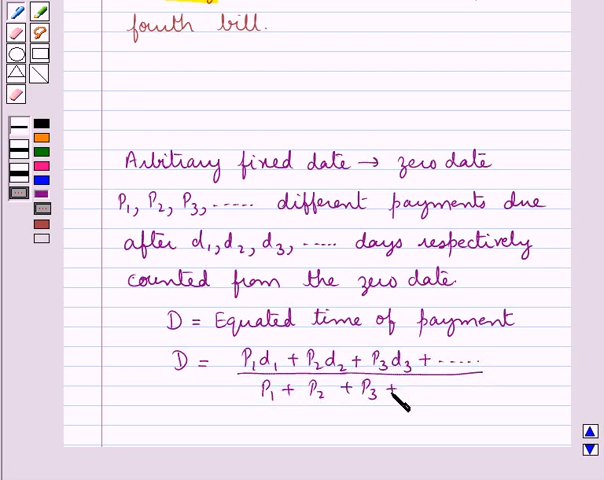 fourth bill.
Arbitiary fixed date → zero date
P₁, P₂, P₃, ..... different payments due
after d₁, d₂, d₃, ..... days respectively
counted from the zero date.
D = Equated time of payment
D = P₁d₁ + P₂d₂ + P₃d₃ + .....
P₁ + P₂ + P₃ +